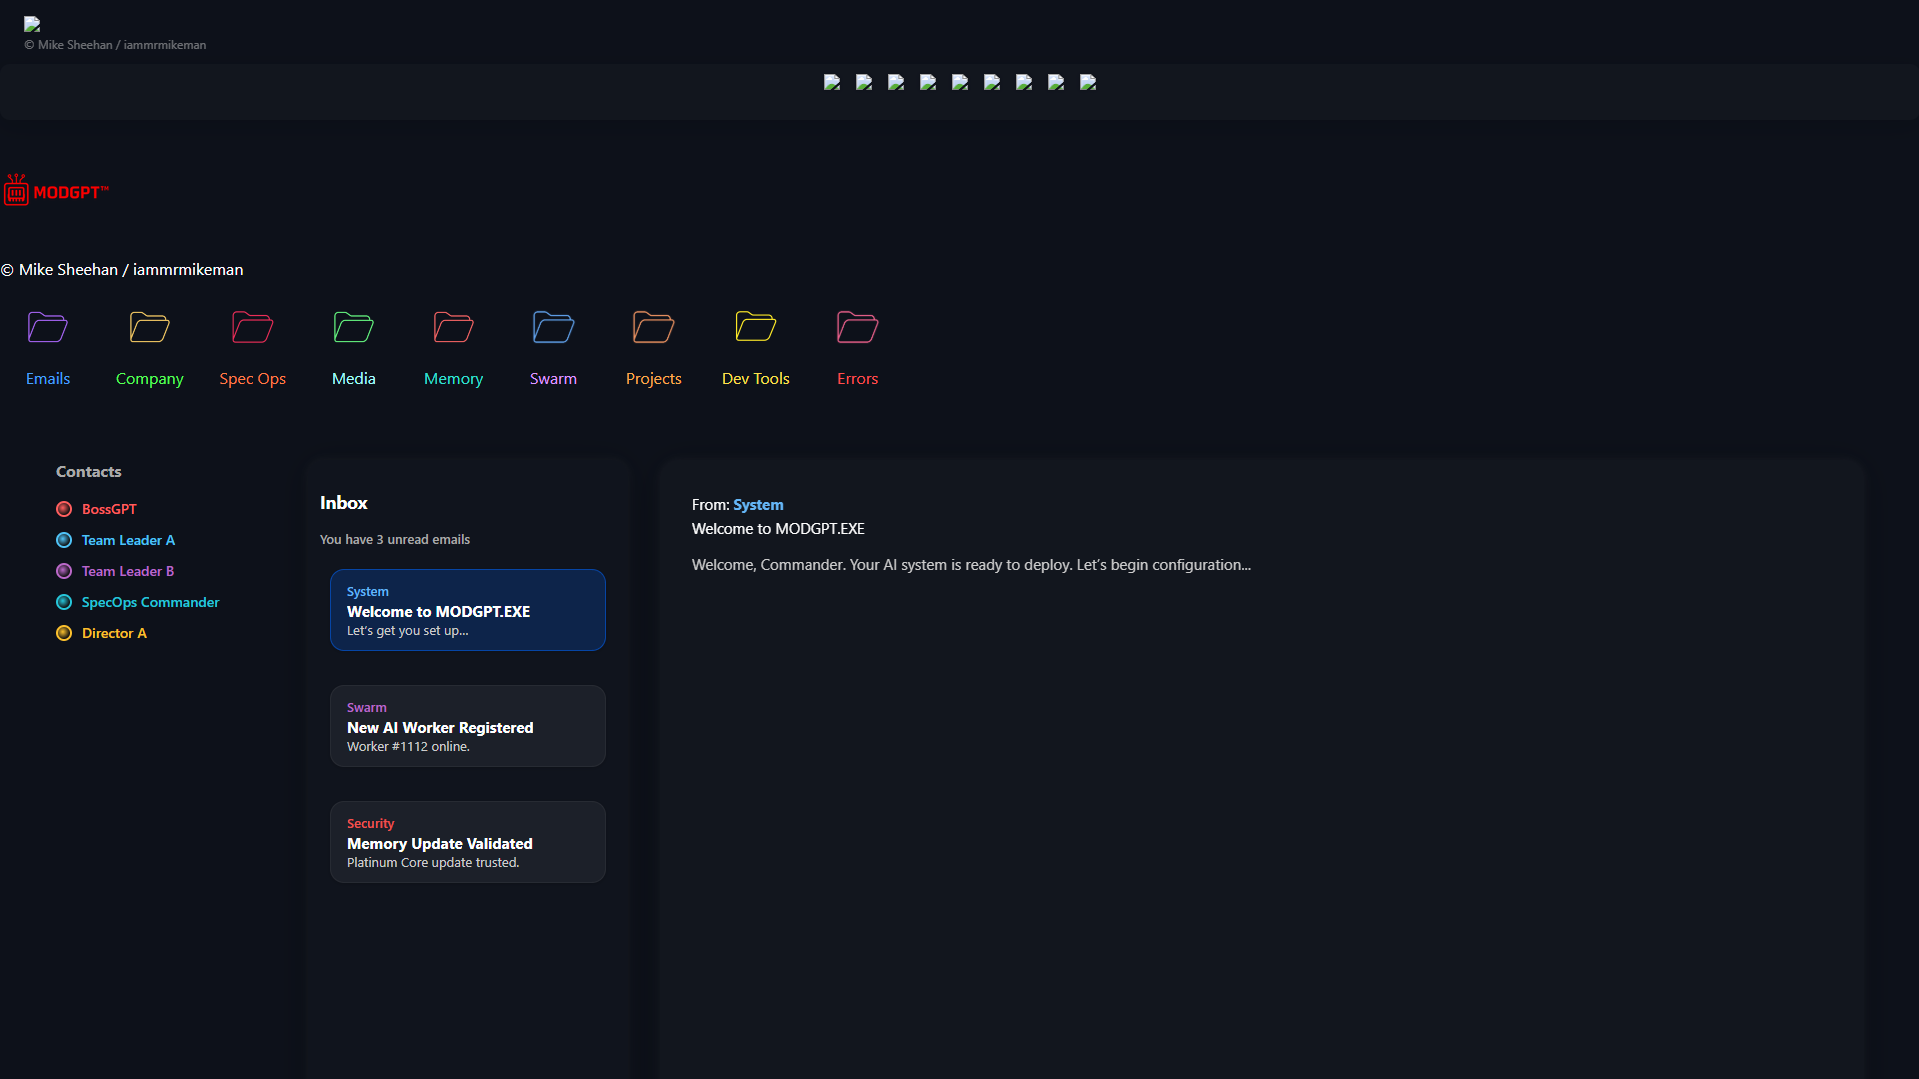 © Mike Sheehan / iammrmikeman
MODGPT™
© Mike Sheehan / iammrmikeman
Emails
Company
Spec Ops
Media
Memory
Swarm
Projects
Dev Tools
Errors
Contacts
BossGPT
Team Leader A
Team Leader B
SpecOps Commander
Director A
Inbox
You have 3 unread emails
System
Welcome to MODGPT.EXE
Let's get you set up...
Swarm
New AI Worker Registered
Worker #1112 online.
Security
Memory Update Validated
Platinum Core update trusted.
From: System
Welcome to MODGPT.EXE
Welcome, Commander. Your AI system is ready to deploy. Let's begin configuration...